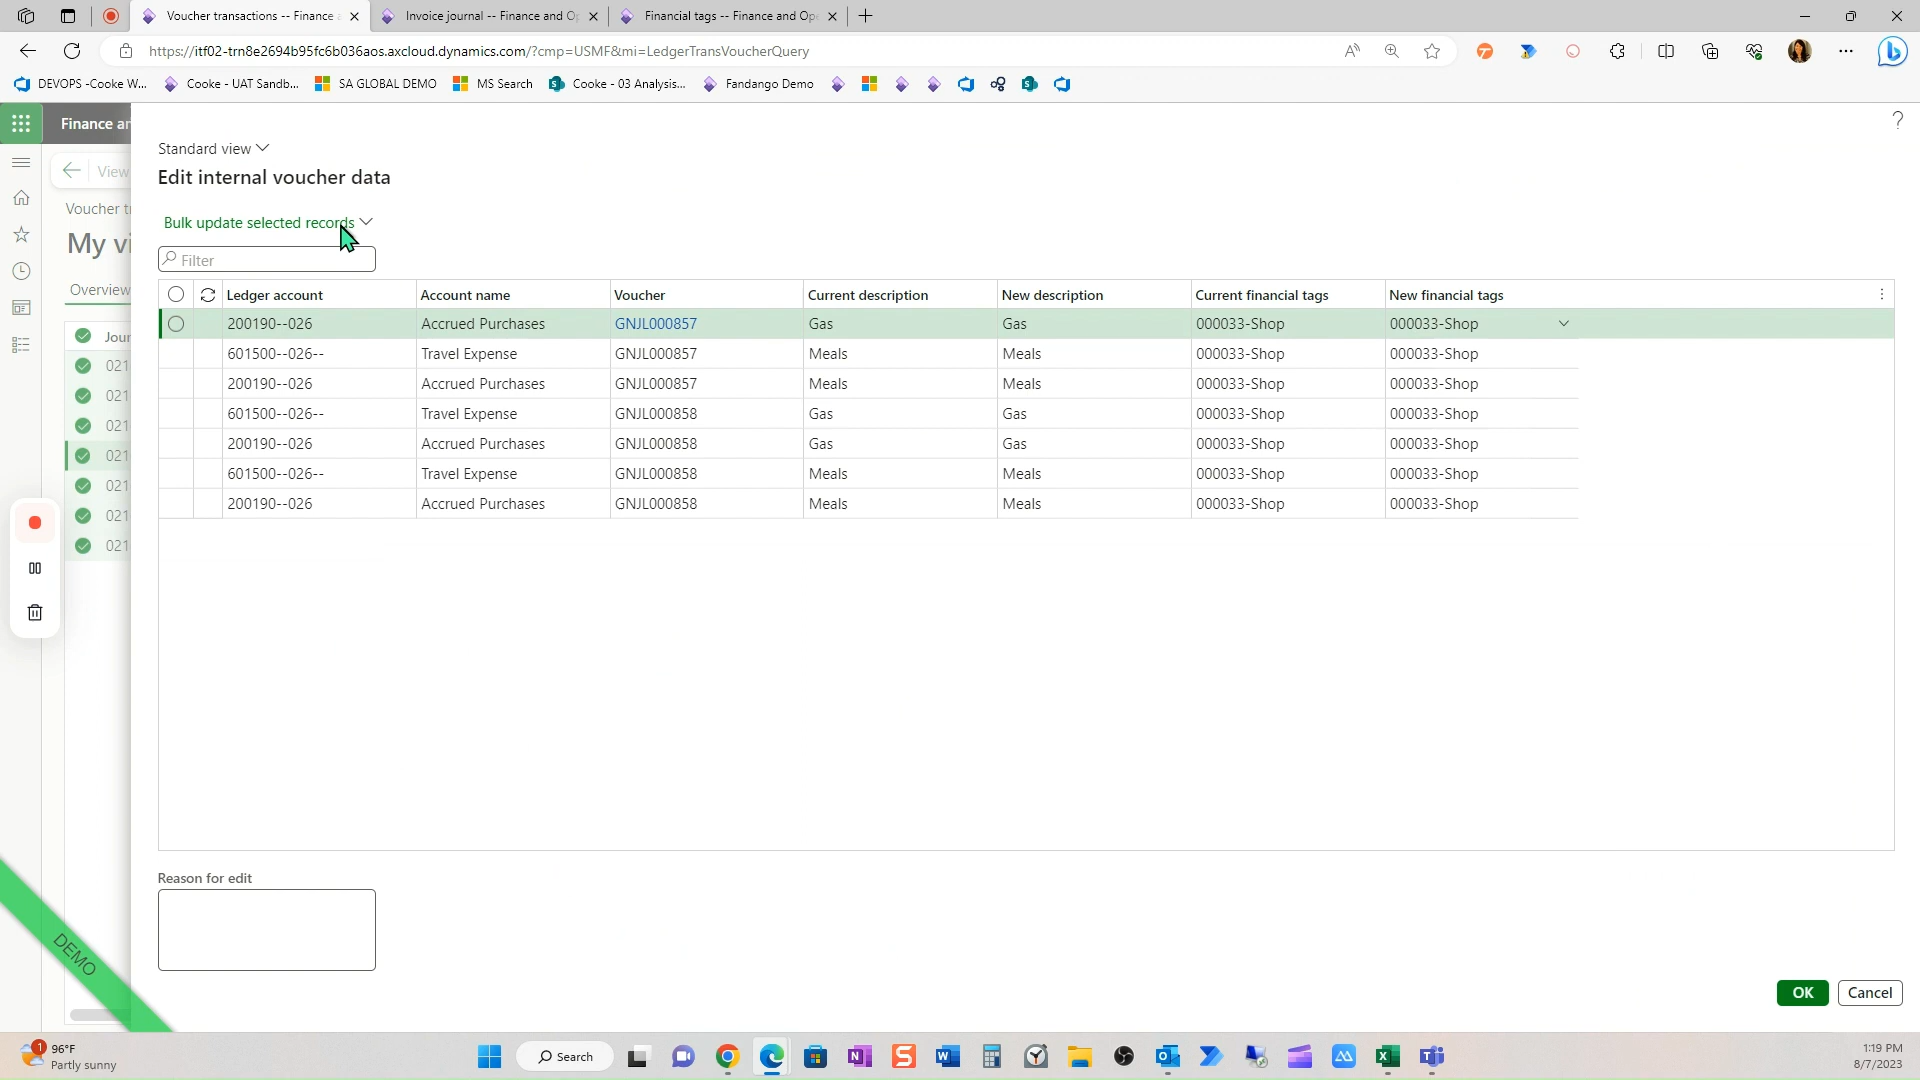 Voucher transactions -- Finance a
Invoice journal -- Finance and Op
Financial tags -- Finance and Ope
https://itf02-trn8e2694b95fc6b036aos.axcloud.dynamics.com/?cmp=USMF&mi=LedgerTransVoucherQuery
DEVOPS -Cooke W...
Cooke - UAT Sandb...
SA GLOBAL DEMO
MS Search
Cooke - 03 Analysis...
Fandango Demo
Finance an
?
Standard view
View
Edit internal voucher data
Voucher t
Bulk update selected records
My vi
Filter
Overview
Ledger account Account name Voucher Current description New description Current financial tags New financial tags
200190--026 Accrued Purchases GNJL000857 Gas Gas 000033-Shop 000033-Shop
601500--026-- Travel Expense GNJL000857 Meals Meals 000033-Shop 000033-Shop
200190--026 Accrued Purchases GNJL000857 Meals Meals 000033-Shop 000033-Shop
601500--026-- Travel Expense GNJL000858 Gas Gas 000033-Shop 000033-Shop
200190--026 Accrued Purchases GNJL000858 Gas Gas 000033-Shop 000033-Shop
601500--026-- Travel Expense GNJL000858 Meals Meals 000033-Shop 000033-Shop
200190--026 Accrued Purchases GNJL000858 Meals Meals 000033-Shop 000033-Shop
Jour
021
021
021
021
021
021
021
Reason for edit
DEMO
OK
Cancel
1
96°F
Partly sunny
Search
1:19 PM
8/7/2023